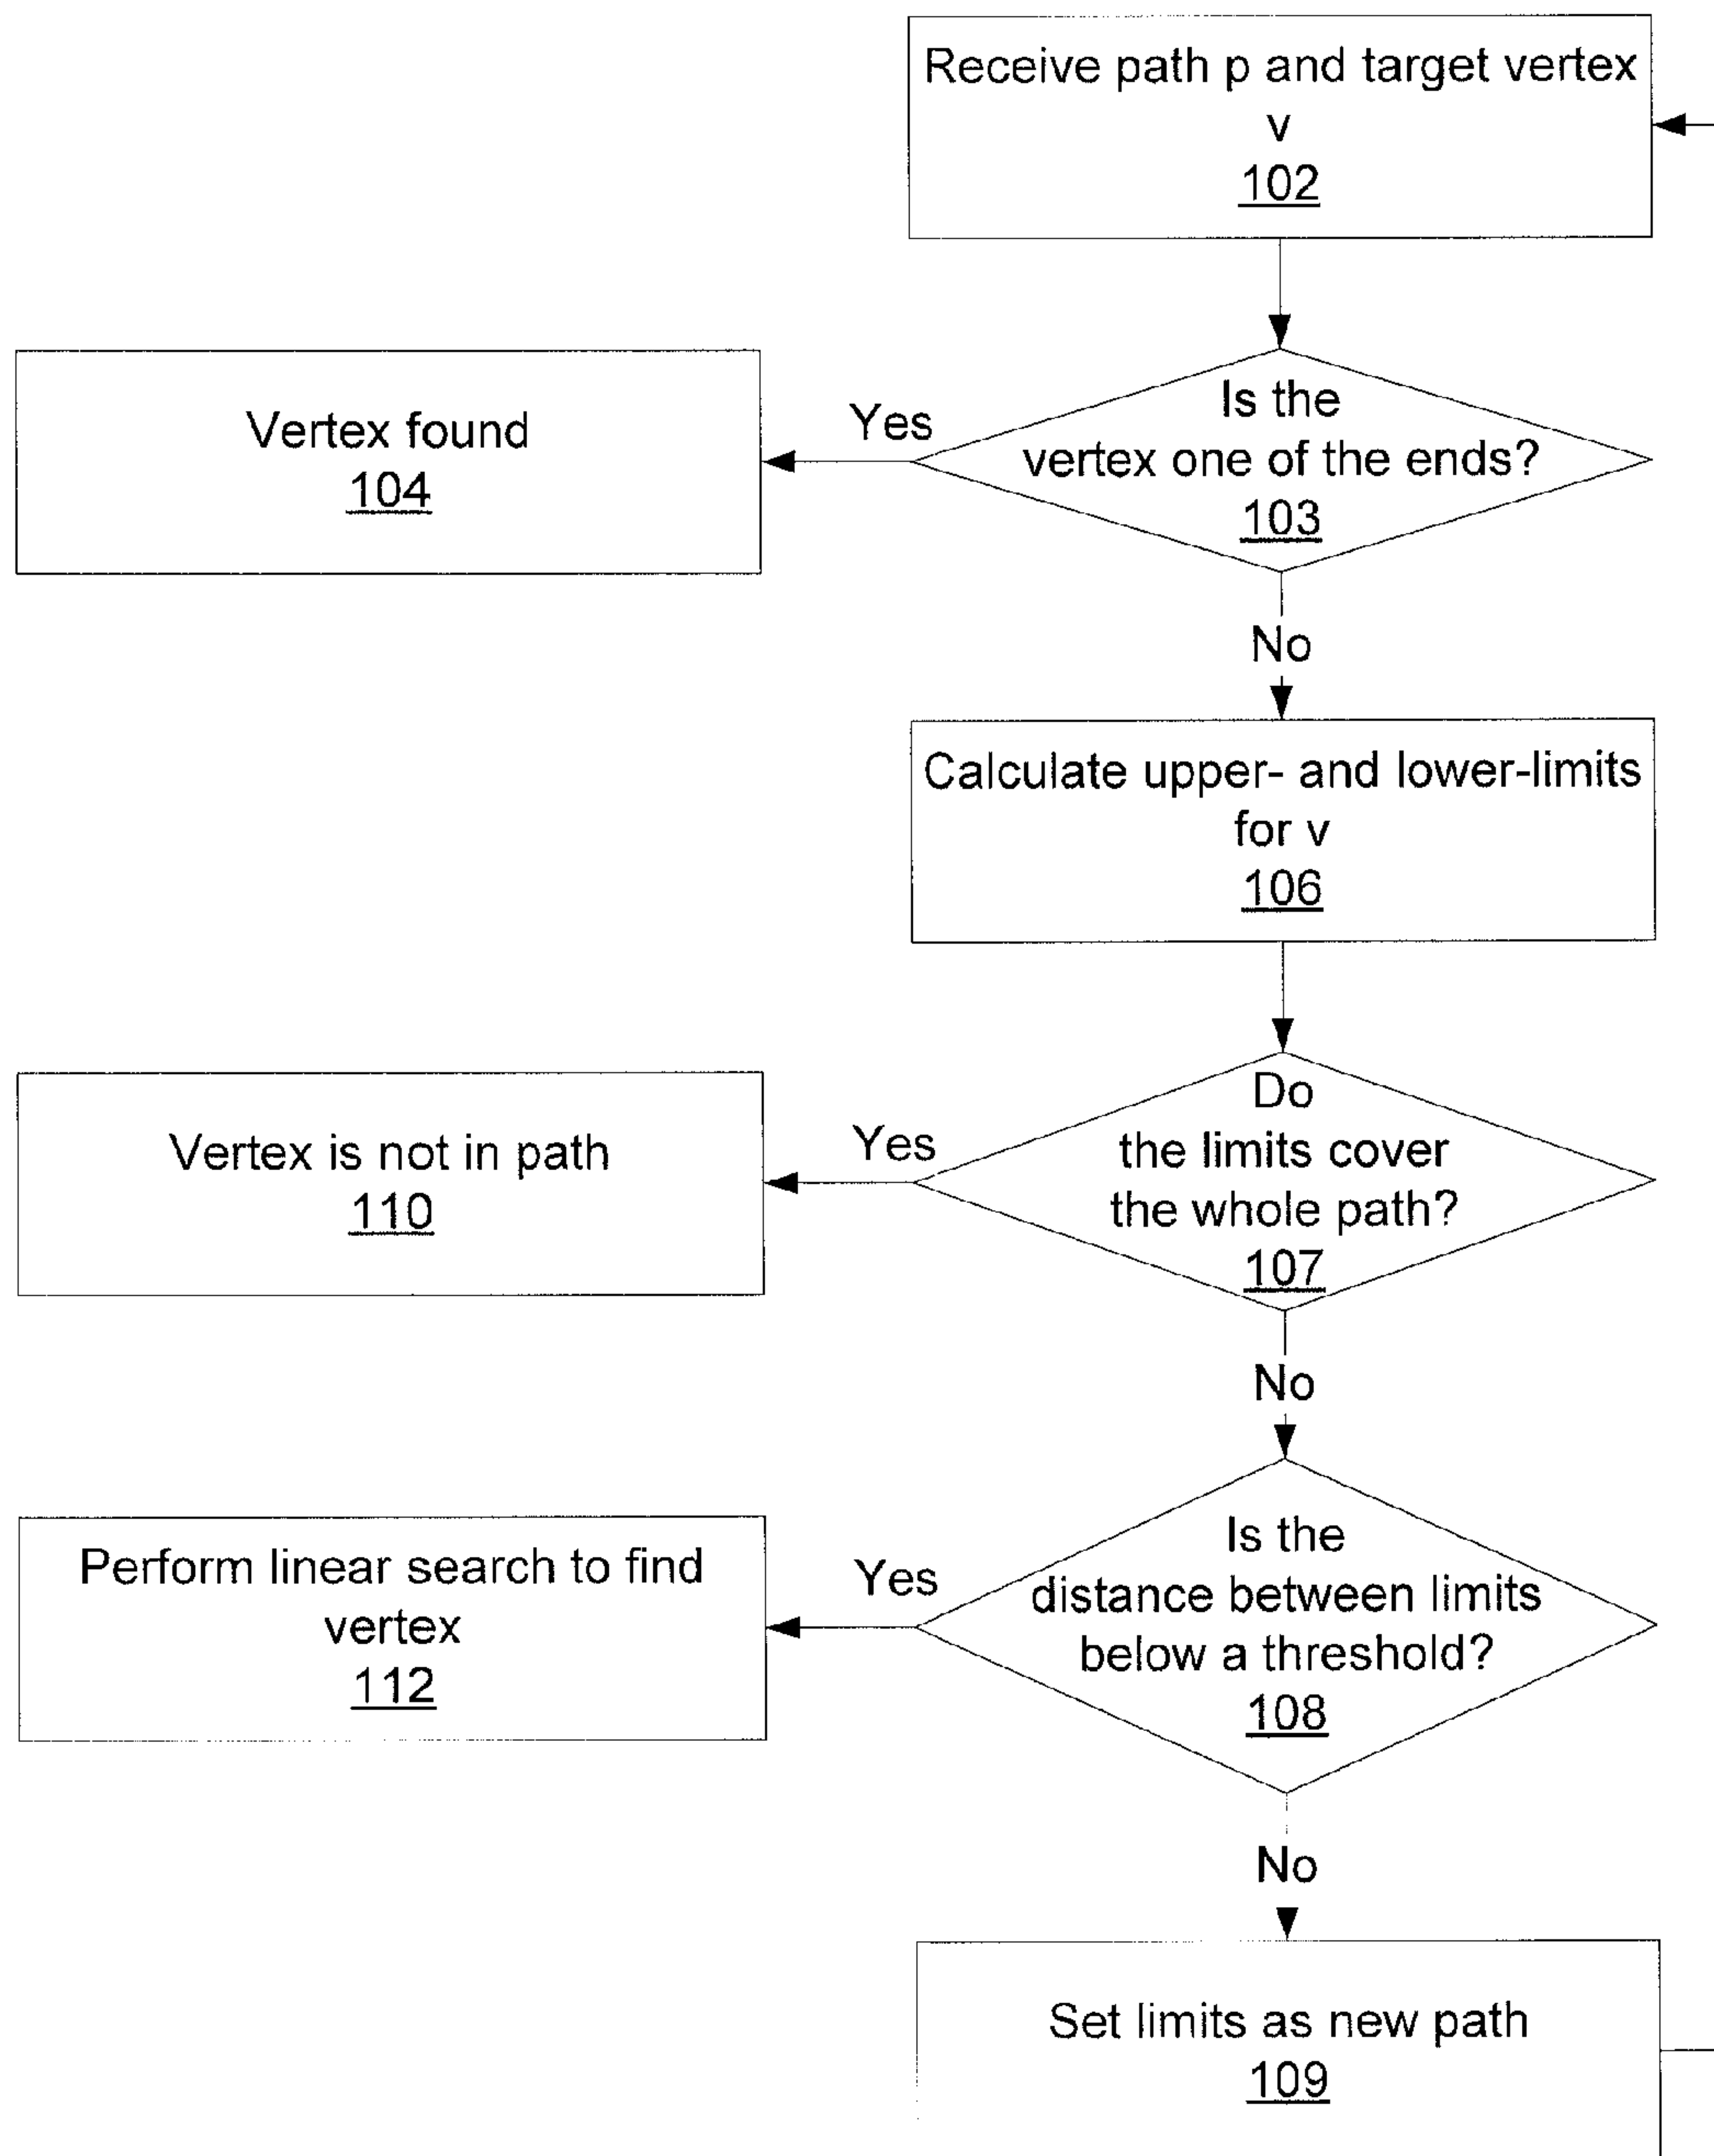 Receive path p and target vertex
v
102
Is the
vertex one of the ends?
103
Yes
Vertex found
104
No
Calculate upper- and lower-limits
for v
106
Do
the limits cover
the whole path?
107
Yes
Vertex is not in path
110
No
Is the
distance between limits
below a threshold?
108
Yes
Perform linear search to find
vertex
112
No
Set limits as new path
109